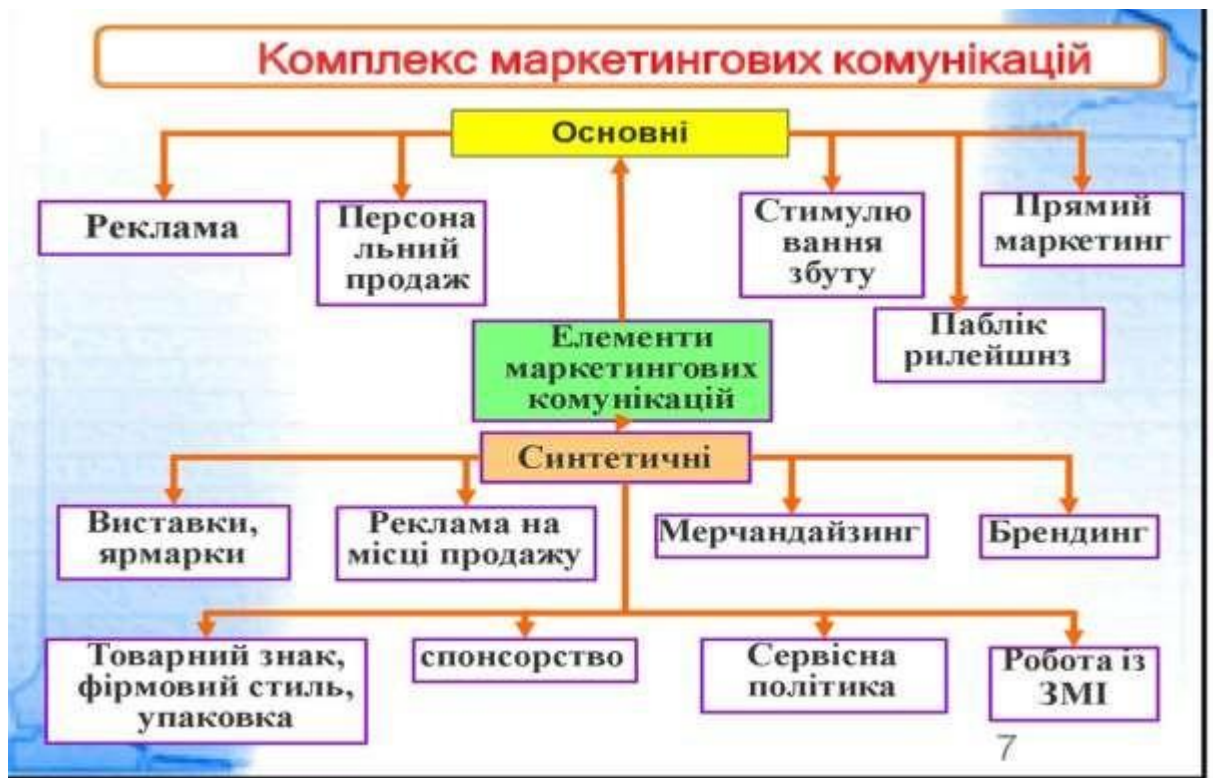 Комплекс маркетингових комунікацій
Основні
Реклама
Персона
льний
продаж
Стимулю
вання
збуту
Прямий
маркетинг
Паблік
рилейшнз
Елементи
маркетингових
комунікацій
Синтетичні
Виставки,
ярмарки
Реклама на
місці продажу
Мерчандайзинг
Брендинг
Товарний знак,
фірмовий стиль,
упаковка
спонсорство
Сервісна
політика
Робота із
ЗМІ
7